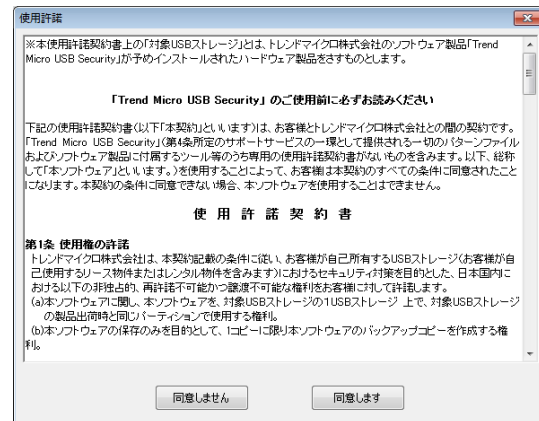 使用許諾
※本使用許諾契約書上の「対象USBストレージ」とは、トレンドマイクロ株式会社のソフトウェア製品「Trend
Micro USB Security」が予めインストールされたハードウェア製品をさすものとします。
「Trend Micro USB Security」 のご使用前に必ずお読みください
下記の使用許諾契約書(以下「本契約」といいます)は、お客様とトレンドマイクロ株式会社との間の契約です。
「Trend Micro USB Security」(第4条所定のサポートサービスの一環として提供される一切のパターンファイル
およびソフトウェア製品に付属するツール等のうち専用の使用許諾契約書がないものを含みます。以下、総称
して「本ソフトウェア」といいます。)を使用することによって、お客様は本契約のすべての条件に同意されたこと
になります。本契約の条件に同意できない場合、本ソフトウェアを使用することはできません。
使 用 許 諾 契 約 書
第1条 使用権の許諾
トレンドマイクロ株式会社は、本契約記載の条件に従い、お客様が自己所有するUSBストレージ(お客様が自
己使用するリース物件またはレンタル物件を含みます)におけるセキュリティ対策を目的とした、日本国内に
おける以下の非独占的、再許諾不可能かつ譲渡不可能な権利をお客様に対して許諾します。
(a)本ソフトウェアに関し、本ソフトウェアを、対象USBストレージの1USBストレージ 上で、対象USBストレージ
の製品出荷時と同じパーティションで使用する権利。
(b)本ソフトウェアの保存のみを目的として、1コピーに限り本ソフトウェアのバックアップコピーを作成する権
利。
同意しません
同意します